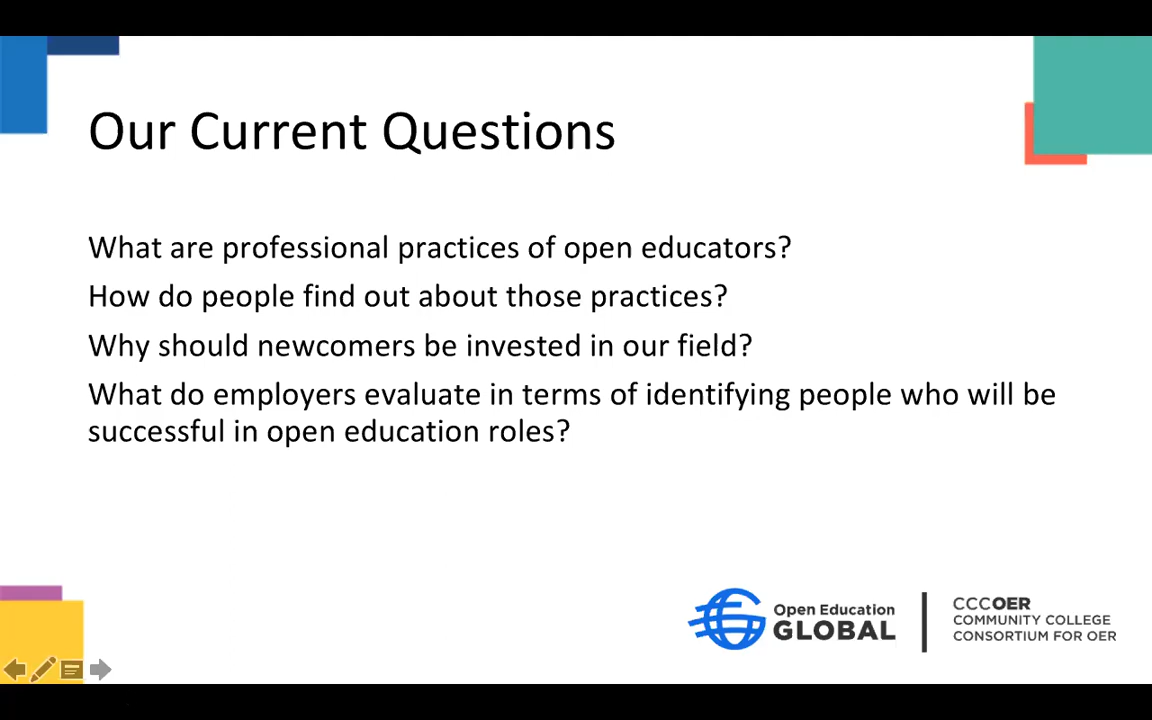 Our Current Questions
What are professional practices of open educators?
How do people find out about those practices?
Why should newcomers be invested in our field?
What do employers evaluate in terms of identifying people who will be
successful in open education roles?
Open Education
GLOBAL
CCCOER
COMMUNITY COLLEGE
CONSORTIUM FOR OER